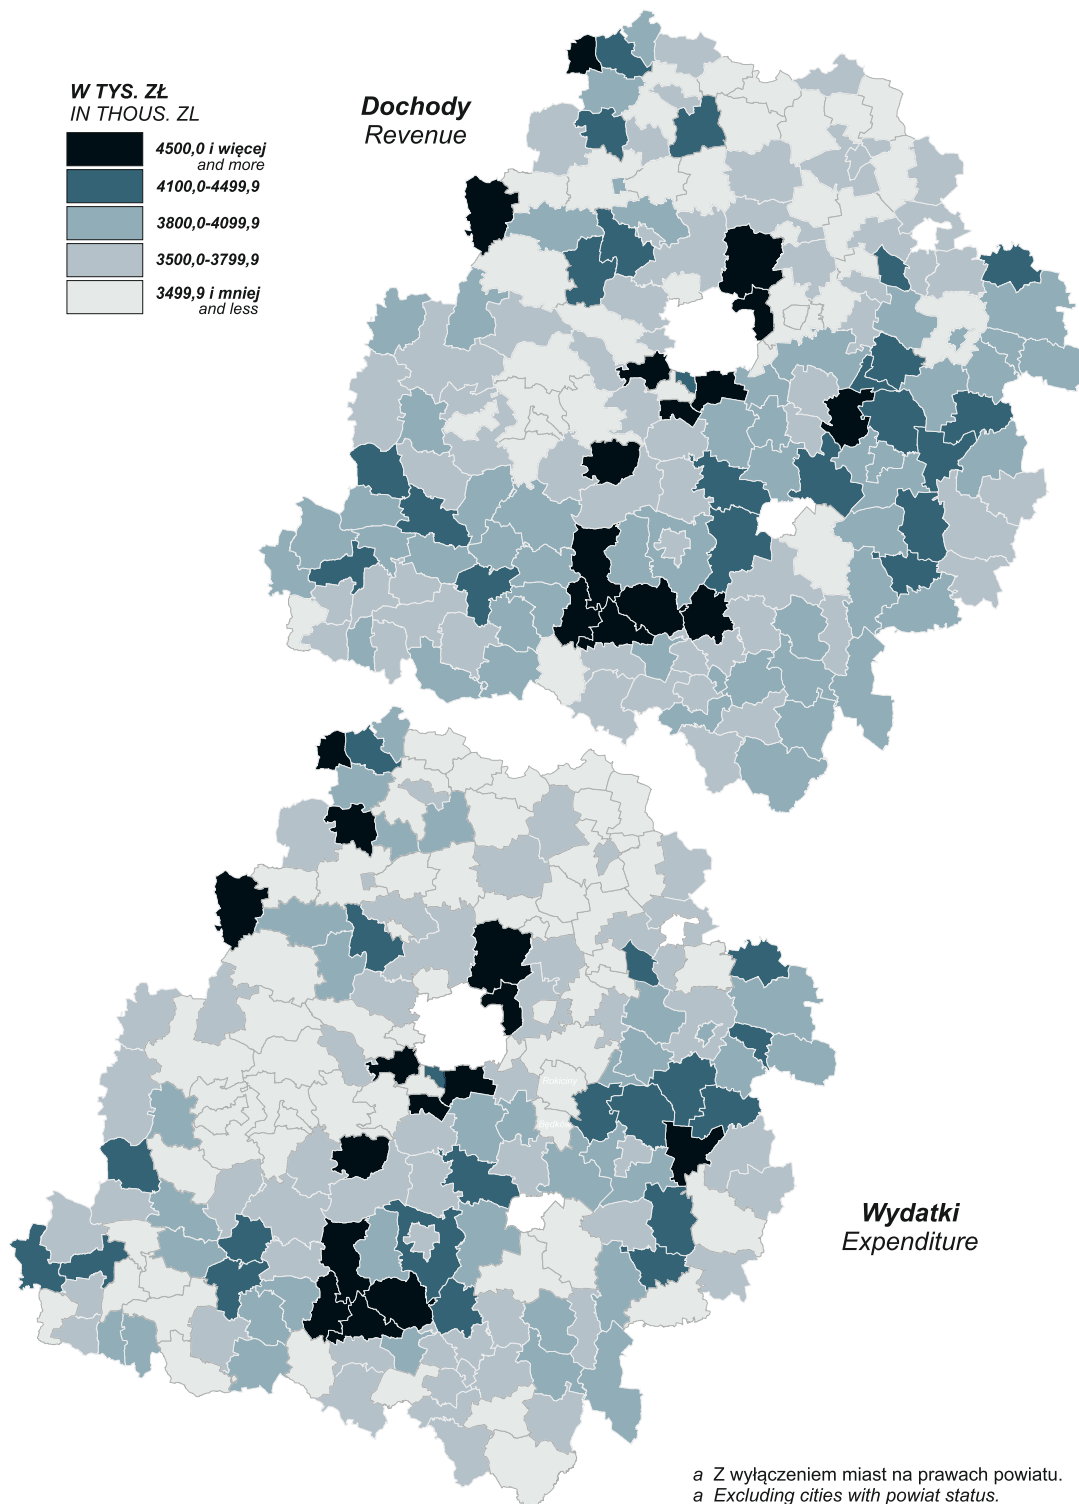 W TYS. ZŁ
IN THOUS. ZL
4500,0 i więcej
and more
4100,0-4499,9
3800,0-4099,9
3500,0-3799,9
3499,9 i mniej
and less
Dochody
Revenue
Rokiciny
Będków
Wydatki
Expenditure
a Z wyłączeniem miast na prawach powiatu.
a Excluding cities with powiat status.